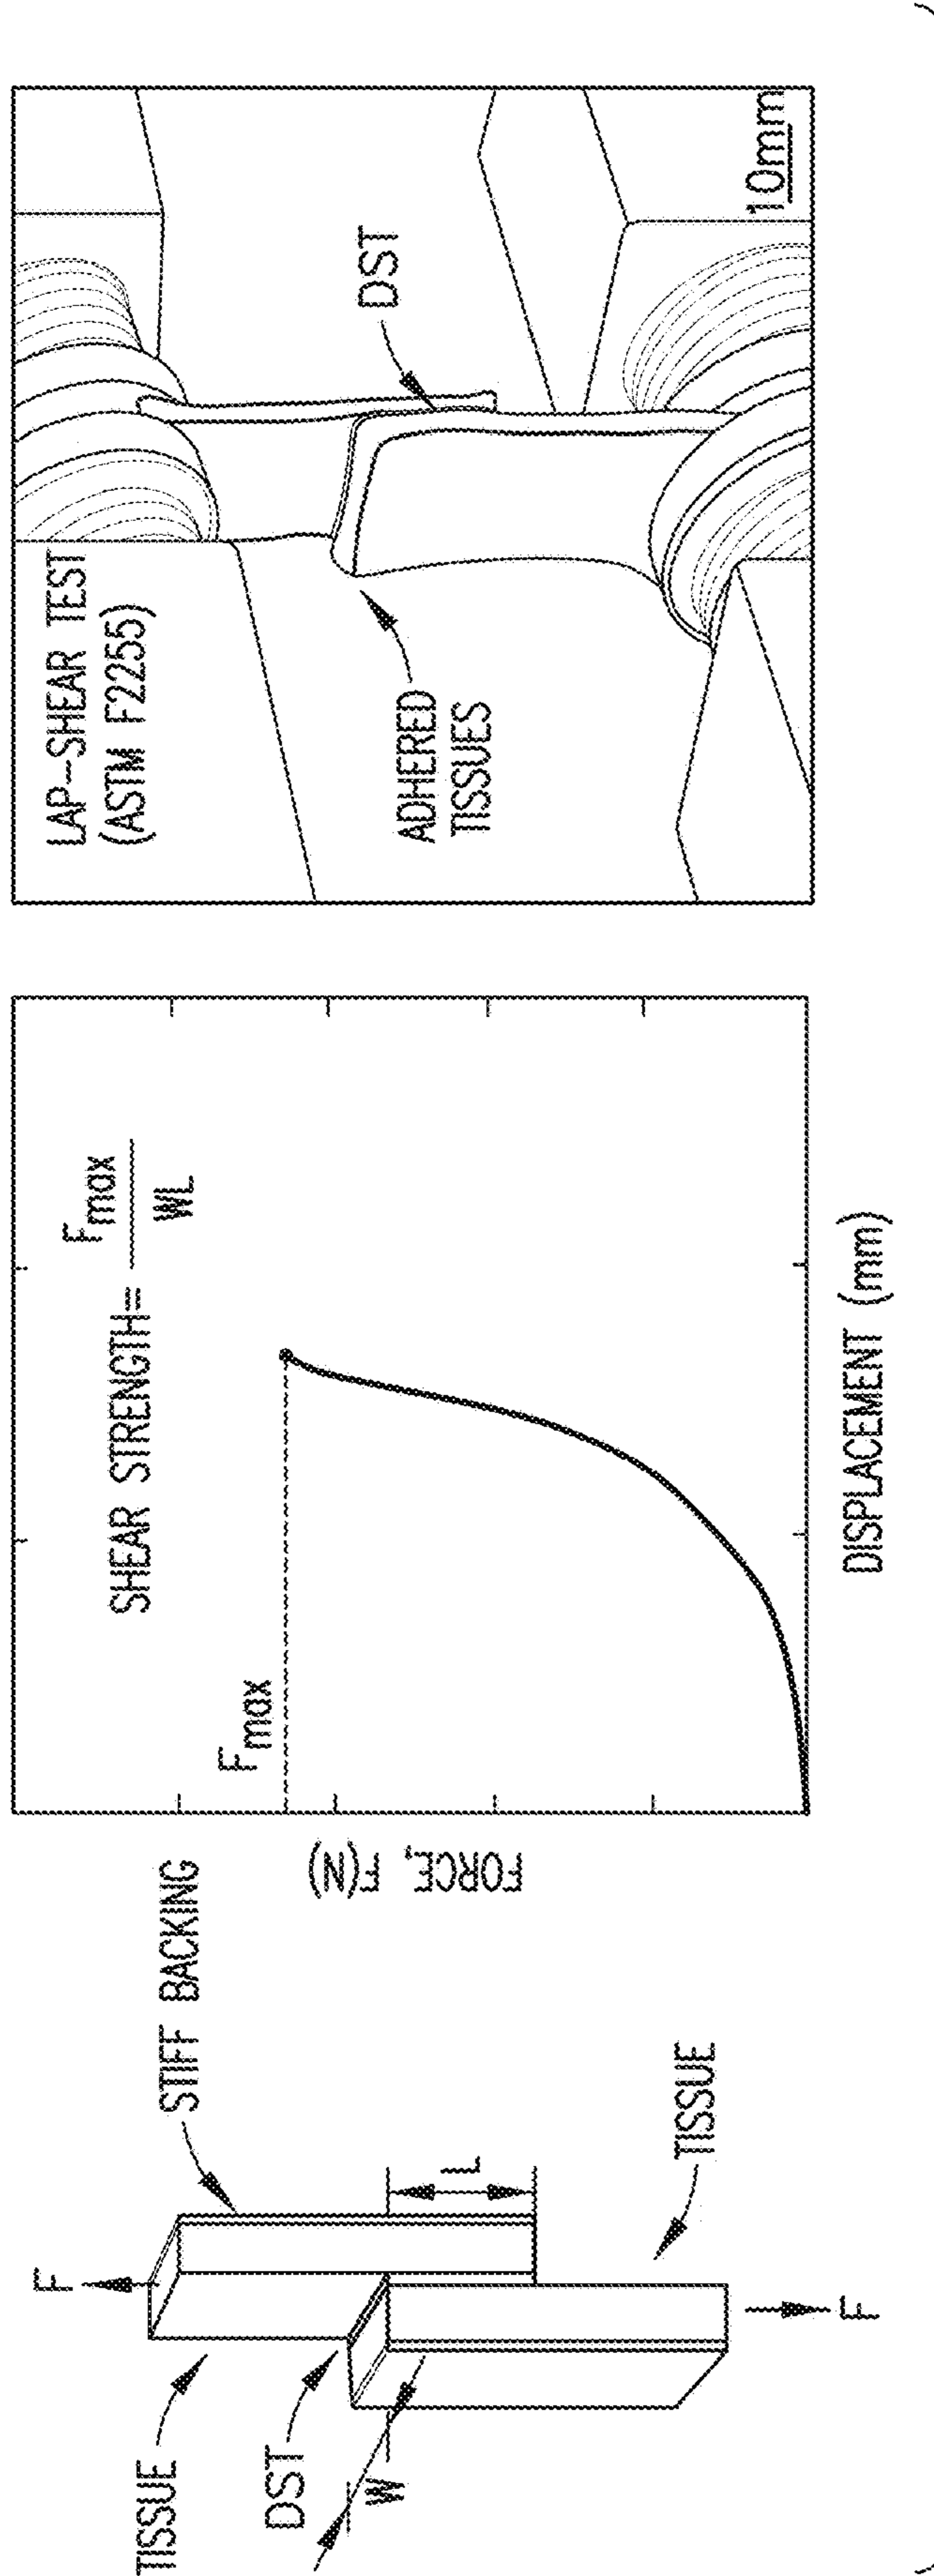 TISSUE
DST
W
F
STIFF BACKING
L
TISSUE
F
FORCE, F(N)
Fmax
SHEAR STRENGTH= Fmax
WL
DISPLACEMENT (mm)
LAP-SHEAR TEST
(ASTM F2255)
ADHERED
TISSUES
DST
10mm